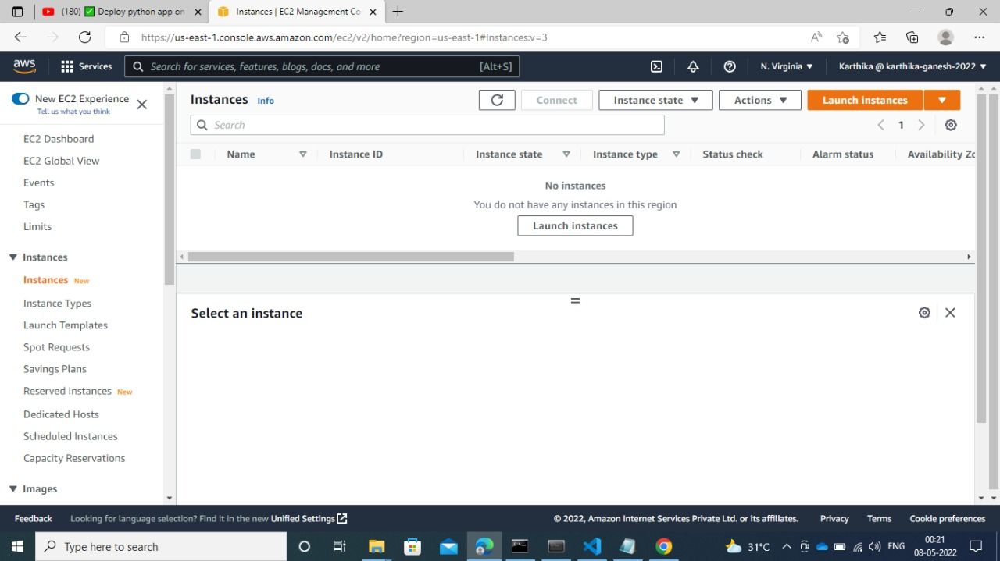 (180) ✅ Deploy python app on
Instances | EC2 Management Co
https://us-east-1.console.aws.amazon.com/ec2/v2/home?region=us-east-1#Instances:v=3
aws
Services
Search for services, features, blogs, docs, and more
[Alt+S]
N. Virginia
Karthika @ karthika-ganesh-2022
New EC2 Experience
Tell us what you think
EC2 Dashboard
EC2 Global View
Events
Tags
Limits
Instances
Instances New
Instance Types
Launch Templates
Spot Requests
Savings Plans
Reserved Instances New
Dedicated Hosts
Scheduled Instances
Capacity Reservations
Images
Instances Info
Connect
Instance state
Actions
Launch instances
Search
1
Name
Instance ID
Instance state
Instance type
Status check
Alarm status
Availability Zo
No instances
You do not have any instances in this region
Launch instances
Select an instance
Feedback
Looking for language selection? Find it in the new Unified Settings
© 2022, Amazon Internet Services Private Ltd. or its affiliates.
Privacy
Terms
Cookie preferences
Type here to search
31°C
ENG
00:21
08-05-2022